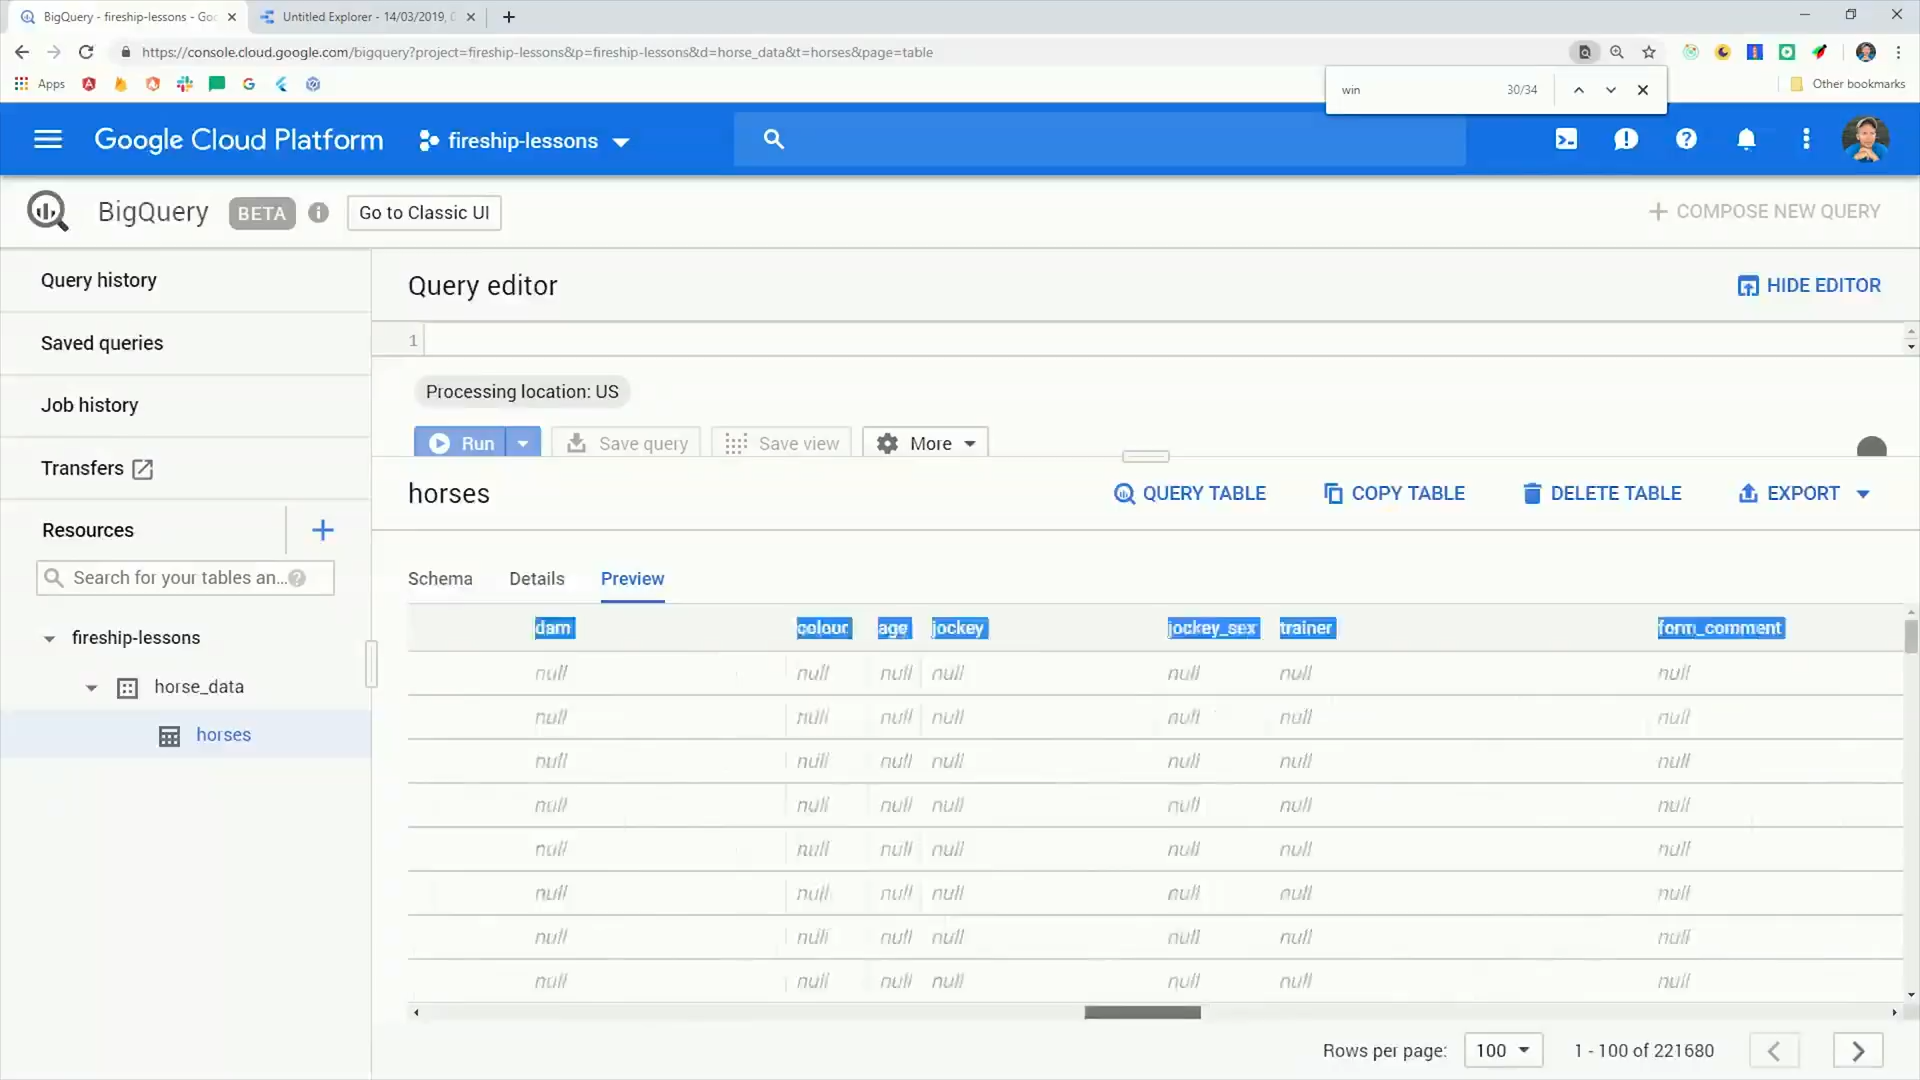 BigQuery - fireship-lessons - Goo
Untitled Explorer - 14/03/2019,
https://console.cloud.google.com/bigquery?project=fireship-lessons&p=fireship-lessons&d=horse_data&t=horses&page=table
Apps
Other bookmarks
win
30/34
Google Cloud Platform
fireship-lessons
BigQuery
BETA
Go to Classic UI
COMPOSE NEW QUERY
Query history
Saved queries
Job history
Transfers
Resources
Search for your tables an...
fireship-lessons
horse_data
horses
Query editor
HIDE EDITOR
1
Processing location: US
Run
Save query
Save view
More
horses
QUERY TABLE
COPY TABLE
DELETE TABLE
EXPORT
Schema Details Preview
dam colour age jockey jockey_sex trainer form_comment
null null null null null null null
null null null null null null null
null null null null null null null
null null null null null null null
null null null null null null null
null null null null null null null
null null null null null null null
null null null null null null null
Rows per page: 100 1 - 100 of 221680